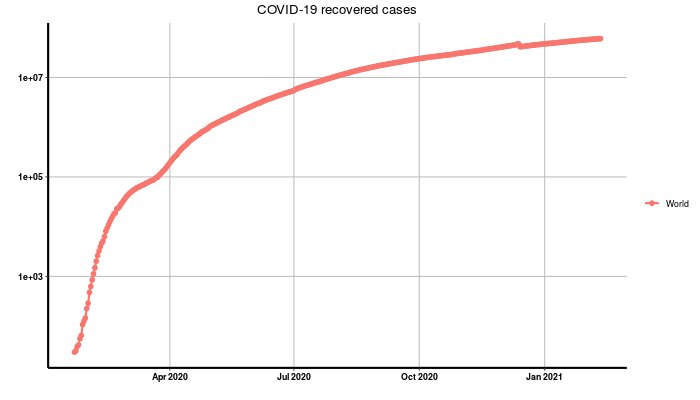 COVID-19 recovered cases
1e+07
1e+05
1e+03
Apr 2020
Jul 2020
Oct 2020
Jan 2021
World